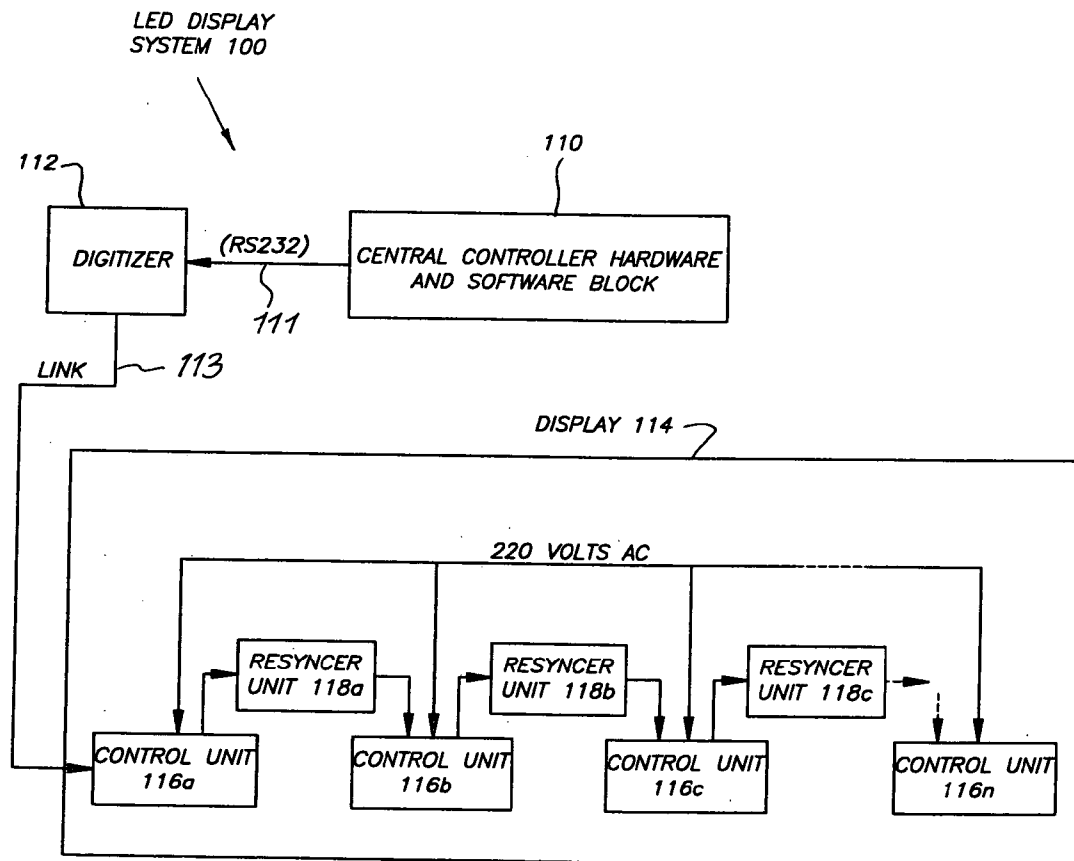 LED DISPLAY
SYSTEM 100
112
110
DIGITIZER
(RS232)
111
CENTRAL CONTROLLER HARDWARE
AND SOFTWARE BLOCK
LINK
113
DISPLAY 114
220 VOLTS AC
RESYNCER
UNIT 118a
RESYNCER
UNIT 118b
RESYNCER
UNIT 118c
CONTROL UNIT
116a
CONTROL UNIT
116b
CONTROL UNIT
116c
CONTROL UNIT
116n